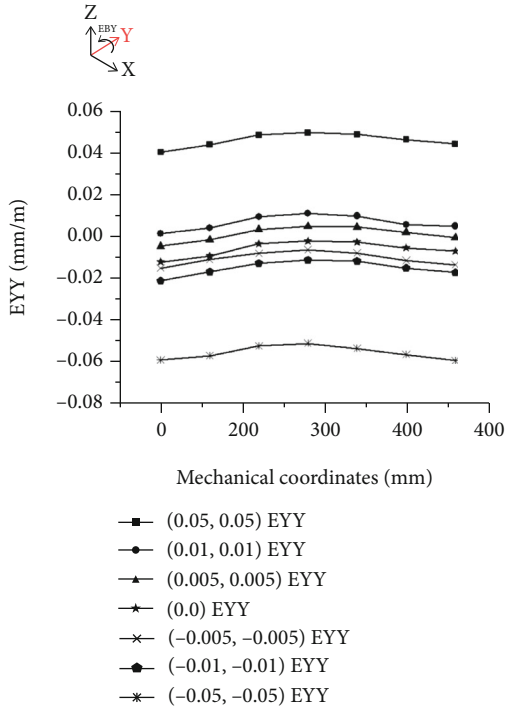 Z
EBY
Y
X
0.06
0.04
0.02
0.00
–0.02
–0.04
–0.06
–0.08
EYY (mm/m)
0 200 300 400 400
Mechanical coordinates (mm)
(0.05, 0.05) EYY
(0.01, 0.01) EYY
(0.005, 0.005) EYY
(0.0) EYY
(–0.005, –0.005) EYY
(–0.01, –0.01) EYY
(–0.05, –0.05) EYY